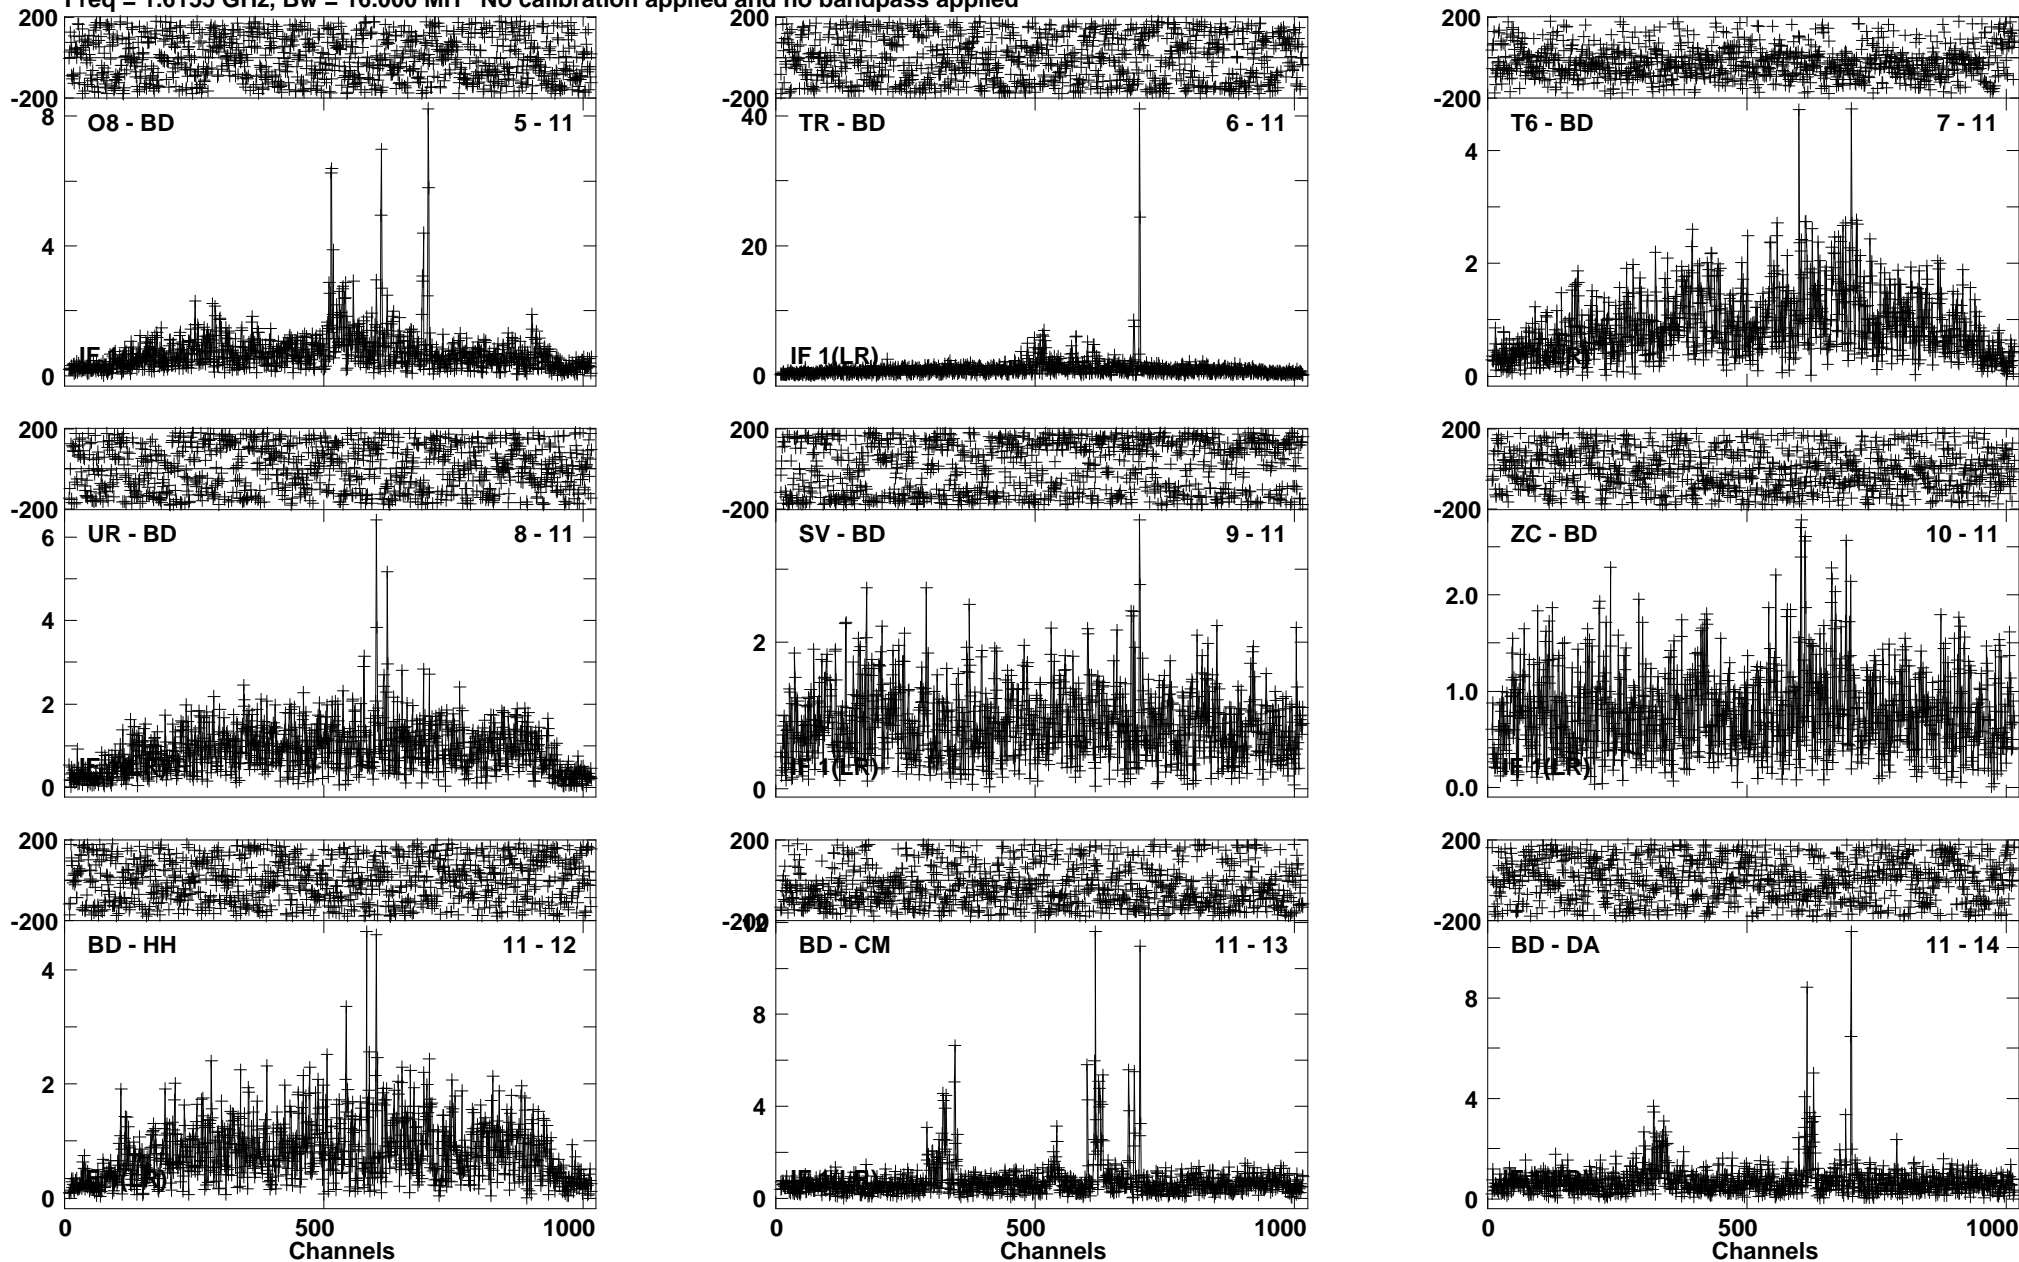 Freq = 1.6155 GHz, Bw = 16.000 MH No calibration applied and no bandpass applied
200 200 200
-200 -200 -200
O8 - BD 5 - 11 TR - BD 6 - 11 T6 - BD 7 - 11
8 40 4
4 20 2
IF 1(LR)
0 0 0
200 200 200
-200 -200 -200
UR - BD 8 - 11 SV - BD 9 - 11 ZC - BD 10 - 11
6
4 2 2.0
2 1.0
IF 1(LR) IF 1(LR)
0 0 0.0
200 200 200
-200 -200 -200
12
BD - HH 11 - 12 BD - CM 11 - 13 BD - DA 11 - 14
4 8 8
2 4 4
0 0 0
0 500 1000 0 500 1000 0 500 1000
Channels Channels Channels